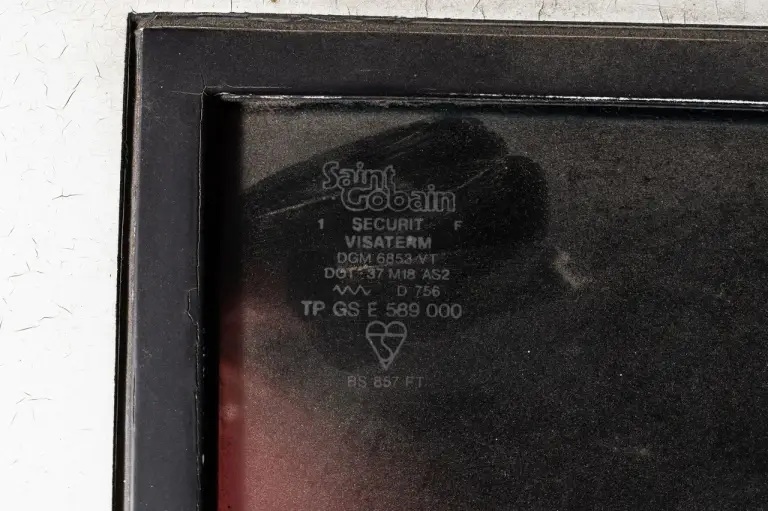 Saint
Gobain
1 SECURIT F
VISATERM
DGM 6853 VT
DOT 37 M18 AS2
D 756
TP GS E 589 000
BS 857 FT